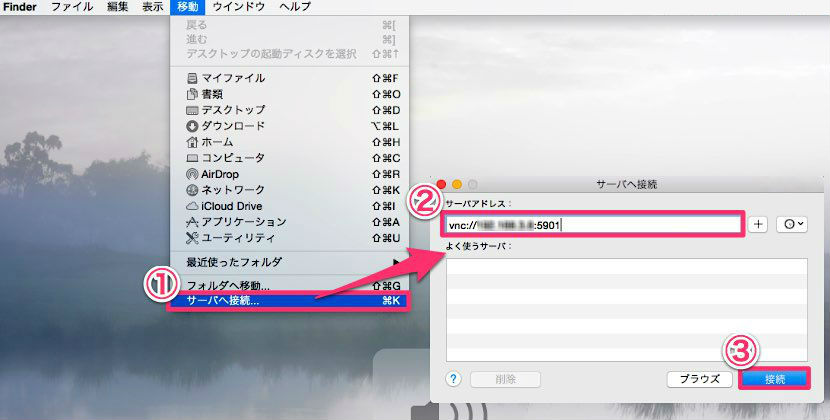 Finder ファイル 編集 表示 移動 ウインドウ ヘルプ
戻る ⌘[
進む ⌘]
デスクトップの起動ディスクを選択 ⇧⌘↑
マイファイル ⇧⌘F
書類 ⇧⌘O
デスクトップ ⇧⌘D
ダウンロード ⌥⌘L
ホーム ⇧⌘H
コンピュータ ⇧⌘C
AirDrop ⇧⌘R
ネットワーク ⇧⌘K
iCloud Drive ⇧⌘I
アプリケーション ⇧⌘A
ユーティリティ ⇧⌘U
最近使ったフォルダ ▶
フォルダへ移動... ⇧⌘G
① サーバへ接続... ⌘K
サーバへ接続
② サーバアドレス：
vnc:// :5901
よく使うサーバ：
? 削除 ブラウズ ③ 接続